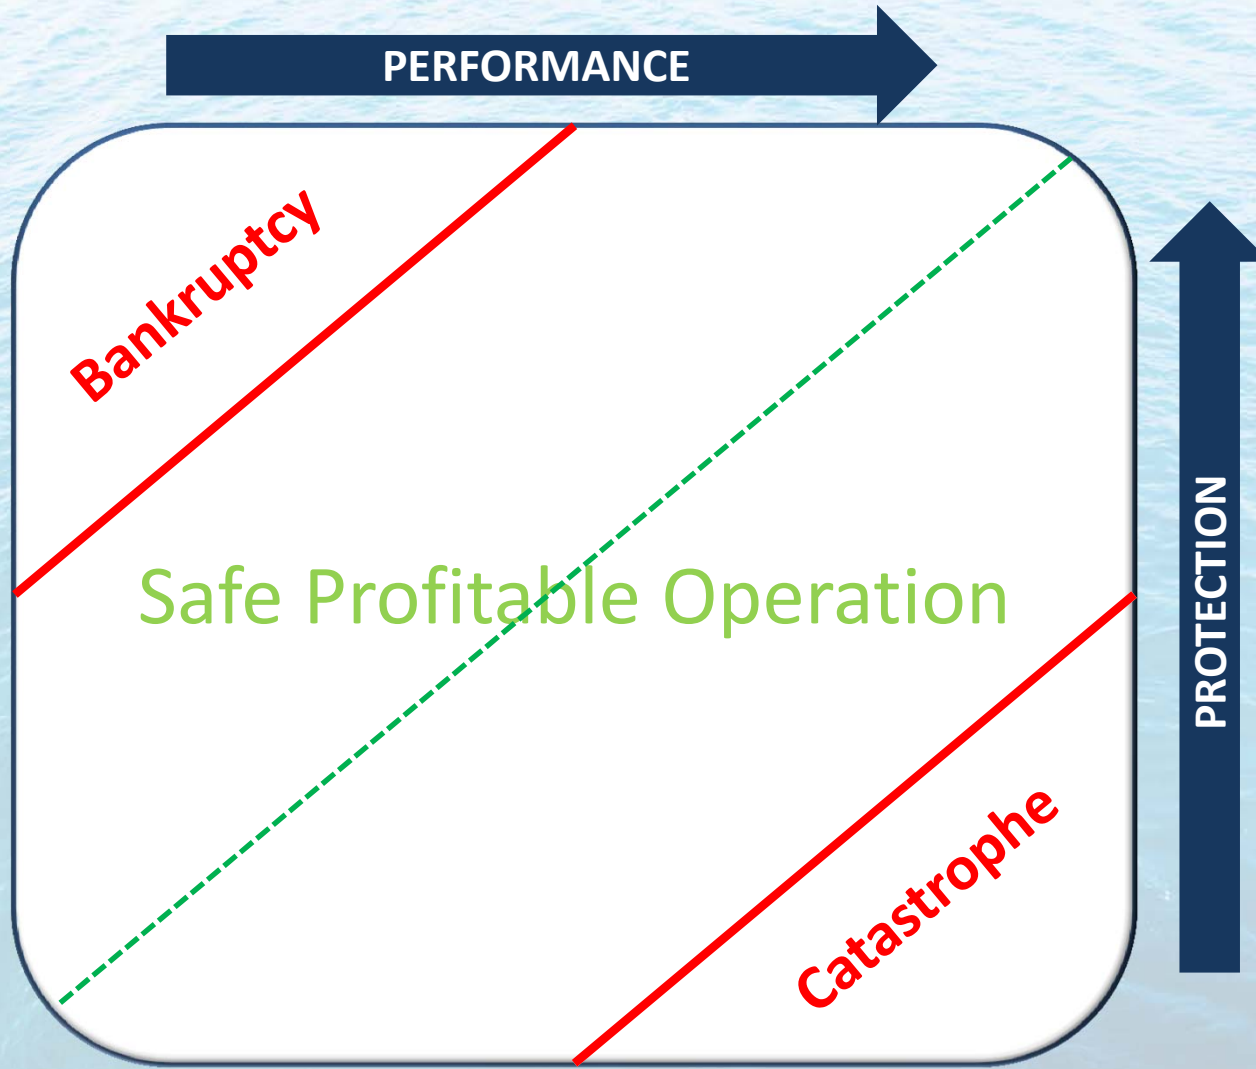 PERFORMANCE
Bankruptcy
Safe Profitable Operation
PROTECTION
Catastrophe